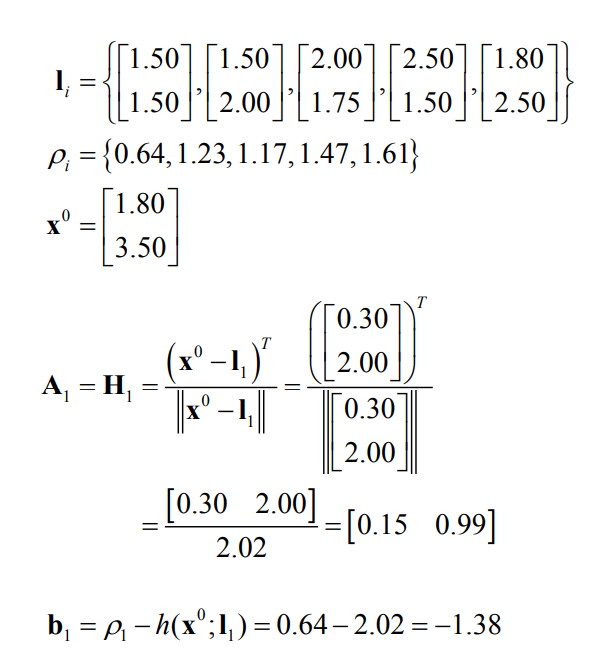 l_i = { [1.50 1.50], [1.50 2.00], [2.00 1.75], [2.50 1.50], [1.80 2.50] }
ρ_i = {0.64, 1.23, 1.17, 1.47, 1.61}
x^0 = [1.80 3.50]
A_1 = H_1 = (x^0 − l_1)^T / ‖x^0 − l_1‖ = ([0.30 2.00])^T / ‖[0.30 2.00]‖
= [0.30 2.00] / 2.02 = [0.15 0.99]
b_1 = ρ_1 − h(x^0; l_1) = 0.64 − 2.02 = −1.38